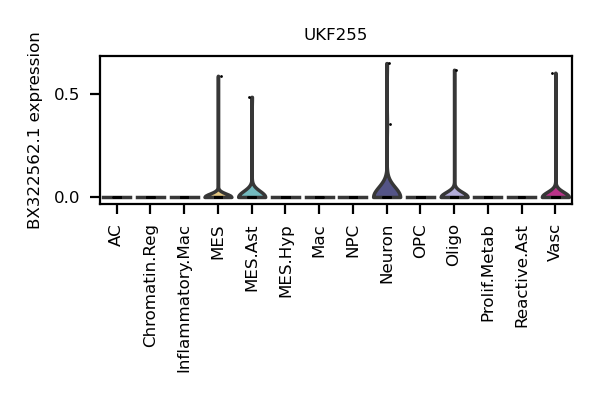 UKF255
BX322562.1 expression
0.5
0.0
AC
Chromatin.Reg
Inflammatory.Mac
MES
MES.Ast
MES.Hyp
Mac
NPC
Neuron
OPC
Oligo
Prolif.Metab
Reactive.Ast
Vasc